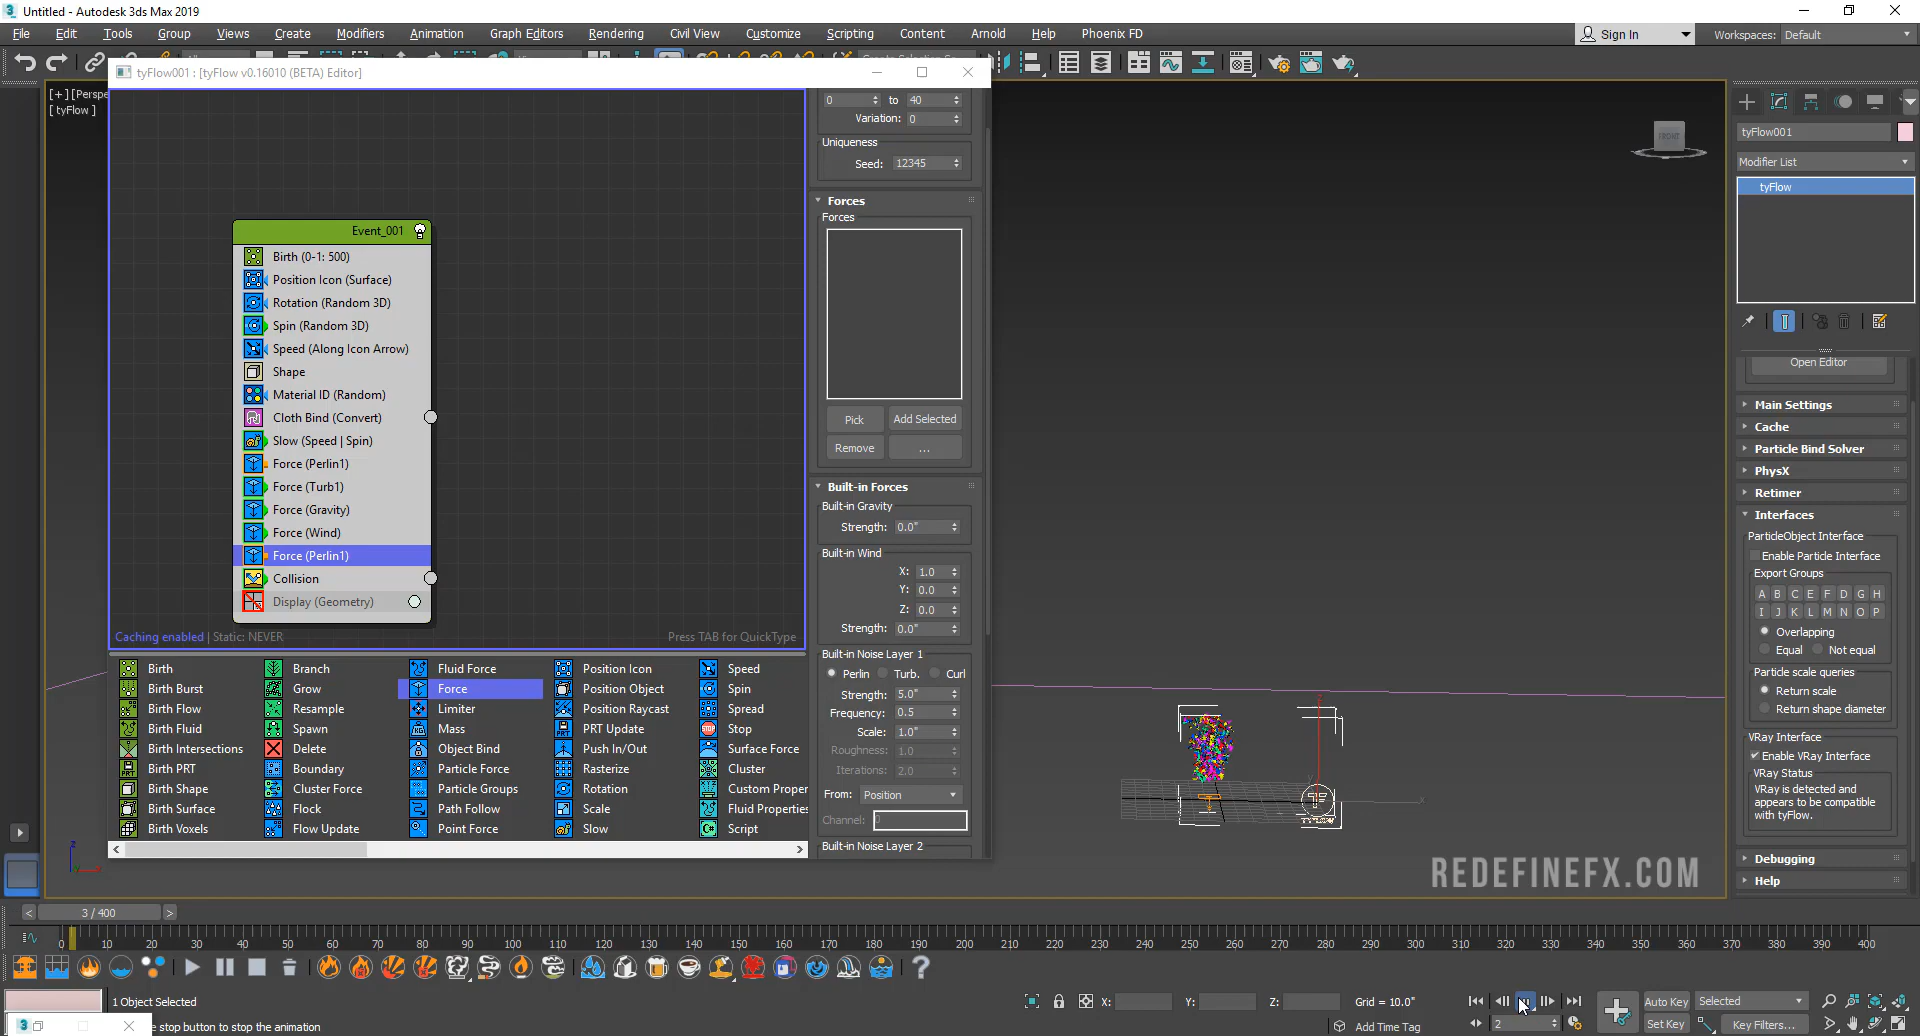 Untitled - Autodesk 3ds Max 2019
File Edit Tools Group Views Create Modifiers Animation Graph Editors Rendering Civil View Customize Scripting Content Arnold Help Phoenix FD
Sign In Workspaces: Default
tyFlow001 : [tyFlow v0.16010 (BETA) Editor]
[+] [Perspe
[ tyFlow ]
Event_001
Birth (0-1: 500)
Position Icon (Surface)
Rotation (Random 3D)
Spin (Random 3D)
Speed (Along Icon Arrow)
Shape
Material ID (Random)
Cloth Bind (Convert)
Slow (Speed | Spin)
Force (Perlin1)
Force (Turb1)
Force (Gravity)
Force (Wind)
Force (Perlin1)
Collision
Display (Geometry)
Caching enabled | Static: NEVER Press TAB for QuickType
Birth Branch Fluid Force Position Icon Speed
Birth Burst Grow Force Position Object Spin
Birth Flow Resample Limiter Position Raycast Spread
Birth Fluid Spawn Mass PRT Update Stop
Birth Intersections Delete Object Bind Push In/Out Surface Force
Birth PRT Boundary Particle Force Rasterize Cluster
Birth Shape Cluster Force Particle Groups Rotation Custom Proper
Birth Surface Flock Path Follow Scale Fluid Properties
Birth Voxels Flow Update Point Force Slow Script
0 to 40
Variation: 0
Uniqueness
Seed: 12345
Forces
Forces
Pick Add Selected
Remove ...
Built-in Forces
Built-in Gravity
Strength: 0.0"
Built-in Wind
X: 1.0
Y: 0.0
Z: 0.0
Strength: 0.0"
Built-in Noise Layer 1
Perlin Turb. Curl
Strength: 5.0"
Frequency: 0.5
Scale: 1.0"
Roughness: 1.0
Iterations: 2.0
From: Position
Channel: 0
Built-in Noise Layer 2
FRONT
REDEFINEFX.COM
tyFlow001
Modifier List
tyFlow
Open Editor
Main Settings
Cache
Particle Bind Solver
PhysX
Retimer
Interfaces
ParticleObject Interface
Enable Particle Interface
Export Groups
A B C E F D G H
I J K L M N O P
Overlapping
Equal Not equal
Particle scale queries
Return scale
Return shape diameter
VRay Interface
Enable VRay Interface
VRay Status
VRay is detected and
appears to be compatible
with tyFlow.
Debugging
Help
< 3 / 400 >
0 10 20 30 40 50 60 70 80 90 100 110 120 130 140 150 160 170 180 190 200 210 220 230 240 250 260 270 280 290 300 310 320 330 340 350 360 370 380 390 400
1 Object Selected
X: Y: Z: Grid = 10.0"
Auto Key Selected
e stop button to stop the animation
Add Time Tag
2
Set Key Key Filters...